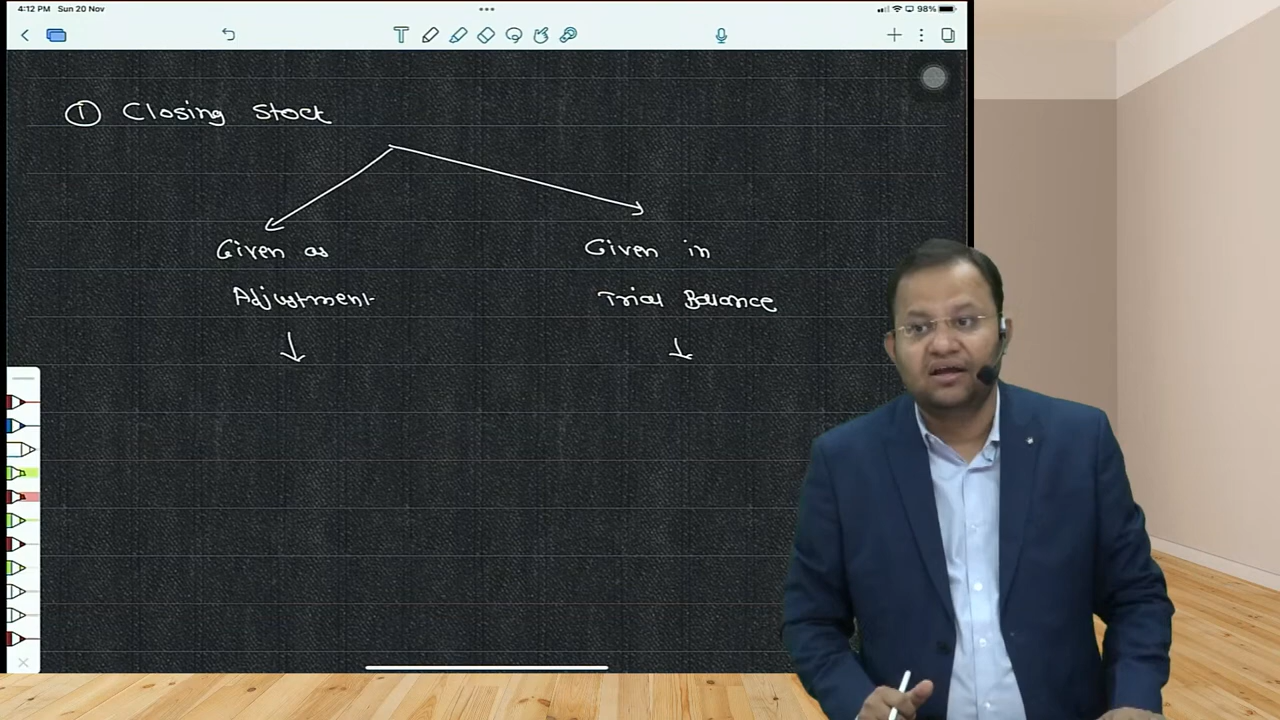 4:12 PM Sun 20 Nov
98%
T
① Closing Stock
Given as
Adjustment
Given in
Trial Balance